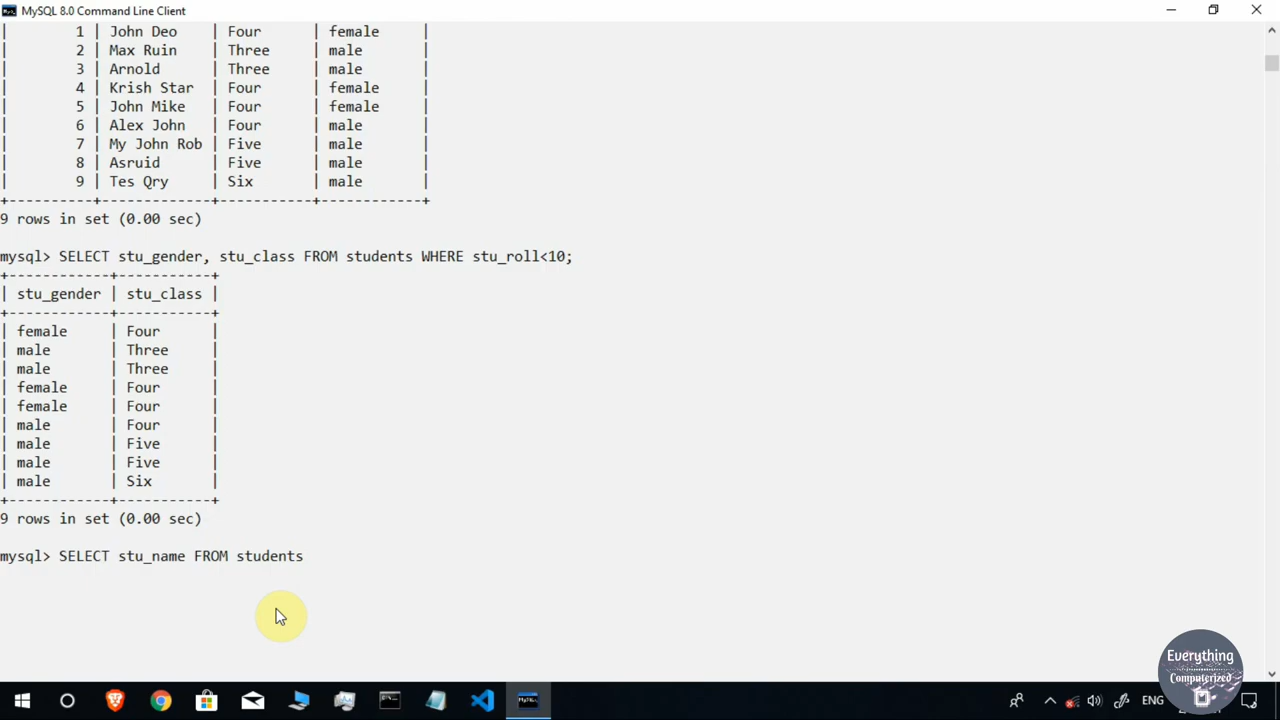 MySQL 8.0 Command Line Client
|        1 | John Deo    | Four      | female     |
|        2 | Max Ruin    | Three     | male       |
|        3 | Arnold      | Three     | male       |
|        4 | Krish Star  | Four      | female     |
|        5 | John Mike   | Four      | female     |
|        6 | Alex John   | Four      | male       |
|        7 | My John Rob | Five      | male       |
|        8 | Asruid      | Five      | male       |
|        9 | Tes Qry     | Six       | male       |
+----------+-------------+-----------+------------+
9 rows in set (0.00 sec)
mysql> SELECT stu_gender, stu_class FROM students WHERE stu_roll<10;
+------------+-----------+
| stu_gender | stu_class |
+------------+-----------+
| female     | Four      |
| male       | Three     |
| male       | Three     |
| female     | Four      |
| female     | Four      |
| male       | Four      |
| male       | Five      |
| male       | Five      |
| male       | Six       |
+------------+-----------+
9 rows in set (0.00 sec)
mysql> SELECT stu_name FROM students
Everything
Computerized
ENG